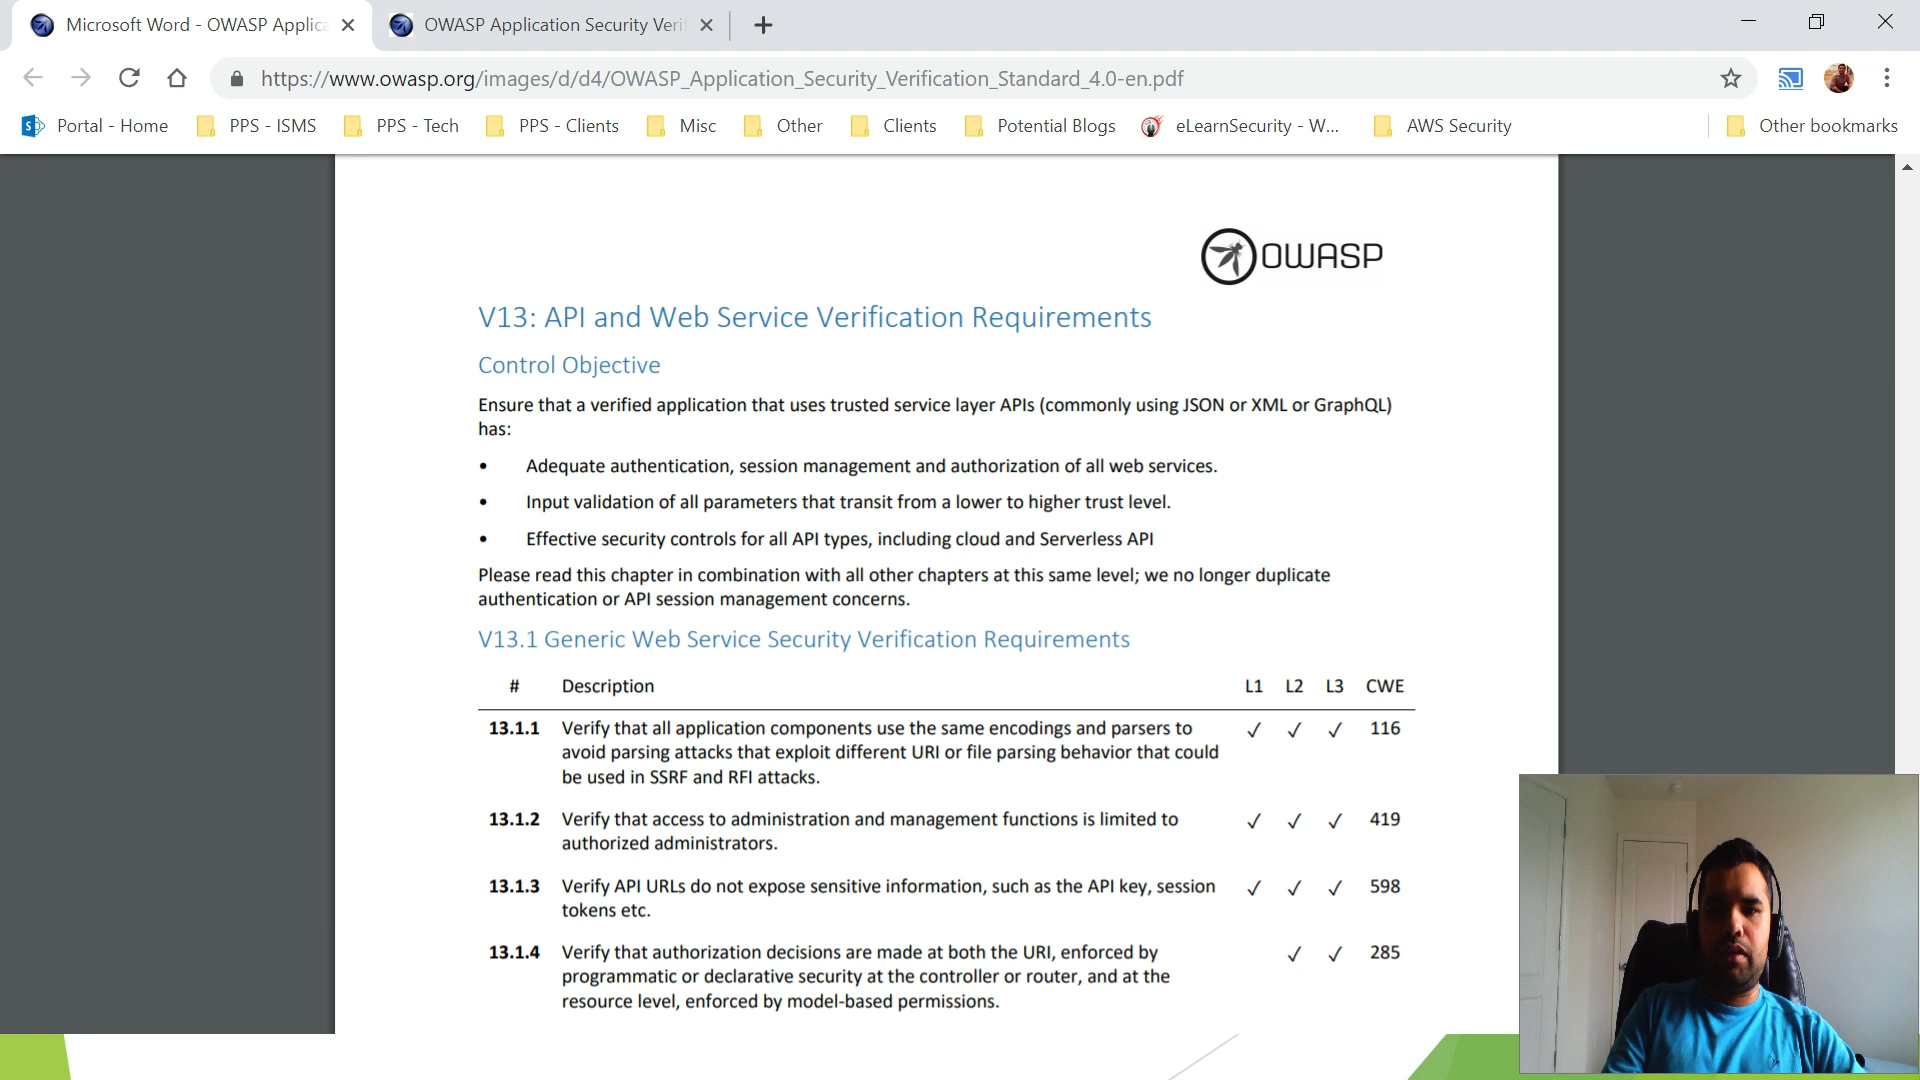 Microsoft Word - OWASP Applica
OWASP Application Security Veri
https://www.owasp.org/images/d/d4/OWASP_Application_Security_Verification_Standard_4.0-en.pdf
Portal - Home
PPS - ISMS
PPS - Tech
PPS - Clients
Misc
Other
Clients
Potential Blogs
eLearnSecurity - W...
AWS Security
Other bookmarks
OWASP
V13: API and Web Service Verification Requirements
Control Objective
Ensure that a verified application that uses trusted service layer APIs (commonly using JSON or XML or GraphQL)
has:
• Adequate authentication, session management and authorization of all web services.
• Input validation of all parameters that transit from a lower to higher trust level.
• Effective security controls for all API types, including cloud and Serverless API
Please read this chapter in combination with all other chapters at this same level; we no longer duplicate
authentication or API session management concerns.
V13.1 Generic Web Service Security Verification Requirements
# Description L1 L2 L3 CWE
13.1.1 Verify that all application components use the same encodings and parsers to ✓ ✓ ✓ 116
avoid parsing attacks that exploit different URI or file parsing behavior that could
be used in SSRF and RFI attacks.
13.1.2 Verify that access to administration and management functions is limited to ✓ ✓ ✓ 419
authorized administrators.
13.1.3 Verify API URLs do not expose sensitive information, such as the API key, session ✓ ✓ ✓ 598
tokens etc.
13.1.4 Verify that authorization decisions are made at both the URI, enforced by ✓ ✓ 285
programmatic or declarative security at the controller or router, and at the
resource level, enforced by model-based permissions.